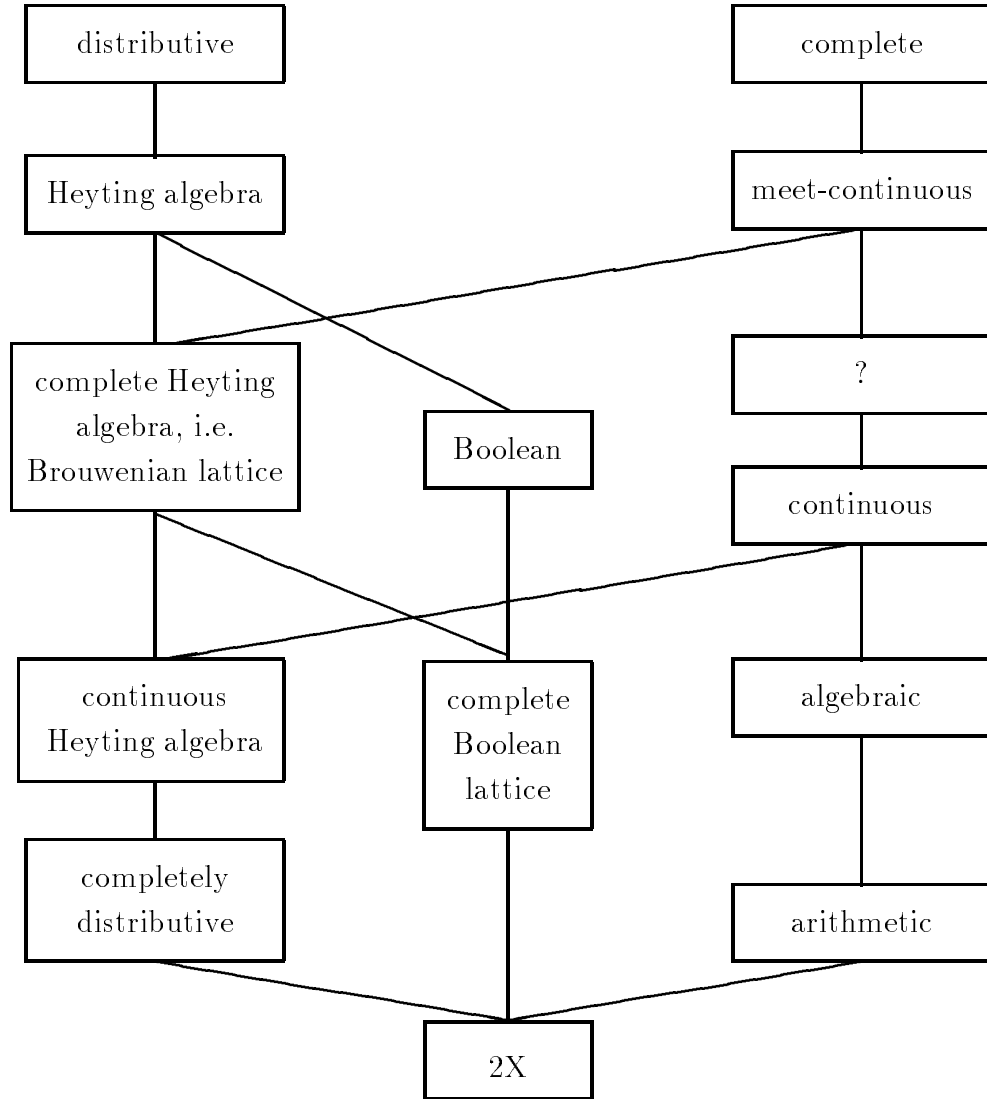 distributive
complete
Heyting algebra
meet-continuous
complete Heyting
algebra, i.e.
Brouwenian lattice
?
Boolean
continuous
continuous
Heyting algebra
complete
Boolean
lattice
algebraic
completely
distributive
arithmetic
2X